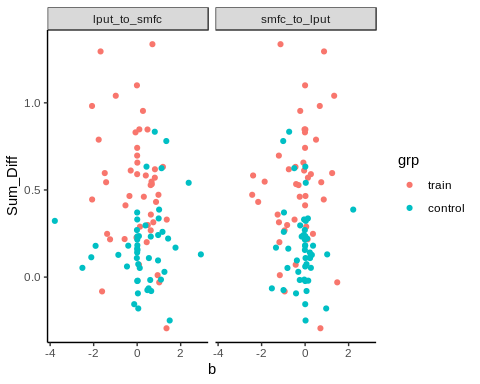 lput_to_smfc
smfc_to_lput
Sum_Diff
1.0
0.5
0.0
-4
-2
0
2
-4
-2
0
2
b
grp
train
control